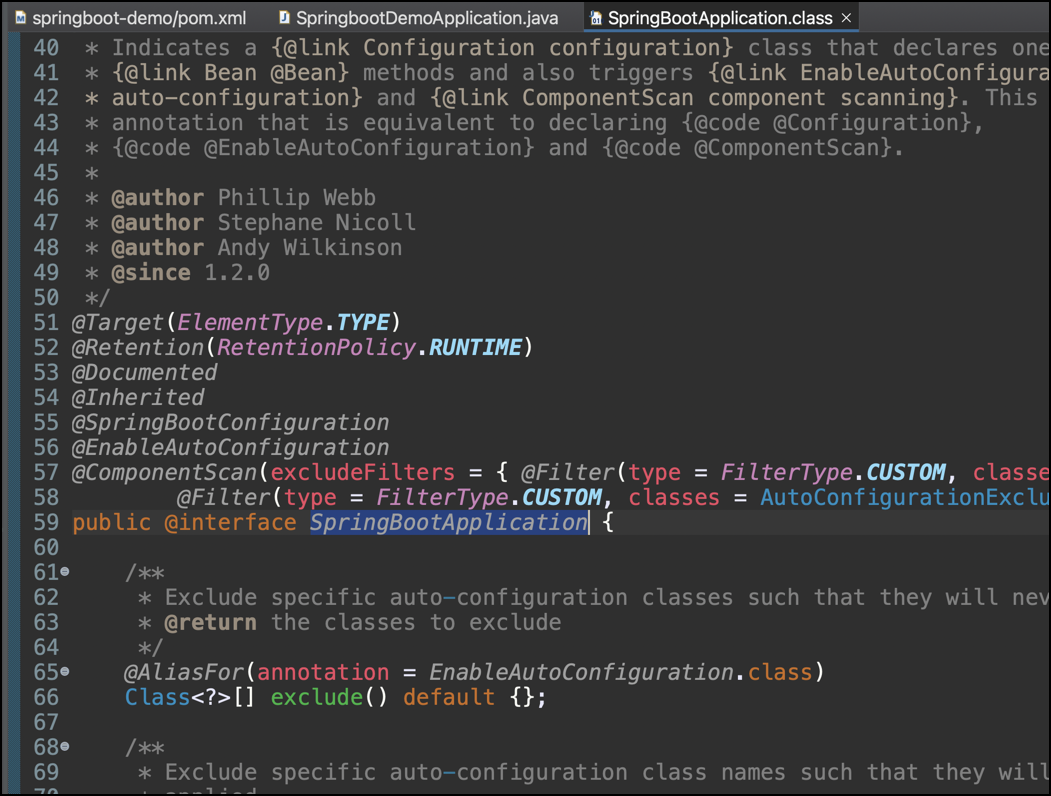 springboot-demo/pom.xml SpringbootDemoApplication.java SpringBootApplication.class ×
40 * Indicates a {@link Configuration configuration} class that declares one
41 * {@link Bean @Bean} methods and also triggers {@link EnableAutoConfigura
42 * auto-configuration} and {@link ComponentScan component scanning}. This
43 * annotation that is equivalent to declaring {@code @Configuration},
44 * {@code @EnableAutoConfiguration} and {@code @ComponentScan}.
45 *
46 * @author Phillip Webb
47 * @author Stephane Nicoll
48 * @author Andy Wilkinson
49 * @since 1.2.0
50 */
51 @Target(ElementType.TYPE)
52 @Retention(RetentionPolicy.RUNTIME)
53 @Documented
54 @Inherited
55 @SpringBootConfiguration
56 @EnableAutoConfiguration
57 @ComponentScan(excludeFilters = { @Filter(type = FilterType.CUSTOM, classe
58 @Filter(type = FilterType.CUSTOM, classes = AutoConfigurationExclu
59 public @interface SpringBootApplication {
60
61 /**
62 * Exclude specific auto-configuration classes such that they will nev
63 * @return the classes to exclude
64 */
65 @AliasFor(annotation = EnableAutoConfiguration.class)
66 Class<?>[] exclude() default {};
67
68 /**
69 * Exclude specific auto-configuration class names such that they will
70 * applied